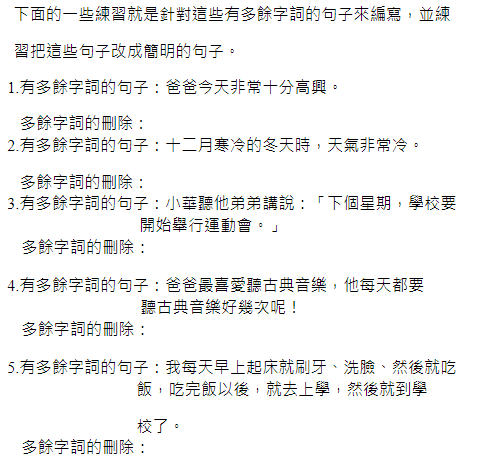 下面的一些練習就是針對這些有多餘字詞的句子來編寫，並練
習把這些句子改成簡明的句子。
1.有多餘字詞的句子：爸爸今天非常十分高興。
多餘字詞的刪除：
2.有多餘字詞的句子：十二月寒冷的冬天時，天氣非常冷。
多餘字詞的刪除：
3.有多餘字詞的句子：小華聽他弟弟講說：「下個星期，學校要
開始舉行運動會。」
多餘字詞的刪除：
4.有多餘字詞的句子：爸爸最喜愛聽古典音樂，他每天都要
聽古典音樂好幾次呢！
多餘字詞的刪除：
5.有多餘字詞的句子：我每天早上起床就刷牙、洗臉、然後就吃
飯，吃完飯以後，就去上學，然後就到學
校了。
多餘字詞的刪除：